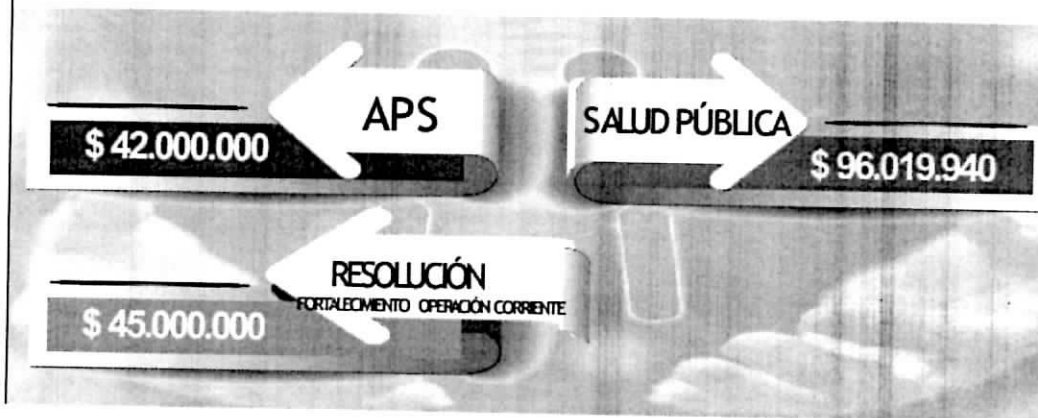 APS
$ 42.000.000
SALUD PÚBLICA
$ 96.019.940
RESOLUCIÓN
FORTALECIMIENTO OPERACIÓN CORRIENTE
$ 45.000.000